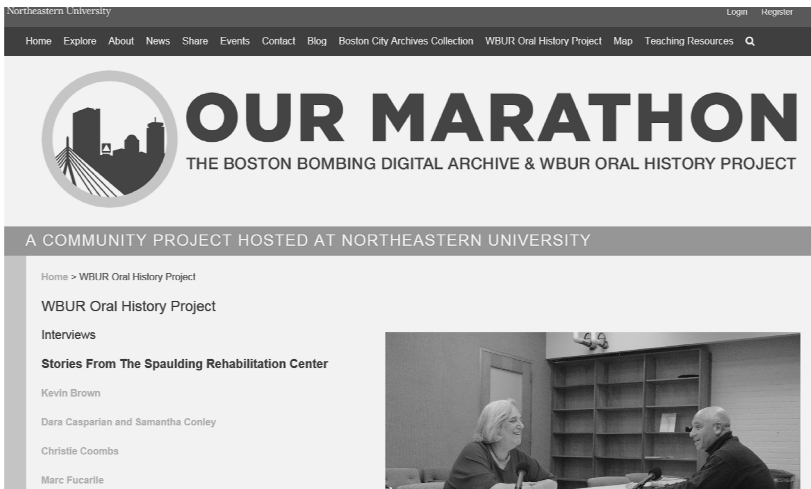 Northeastern University
Login Register
Home Explore About News Share Events Contact Blog Boston City Archives Collection WBUR Oral History Project Map Teaching Resources
OUR MARATHON
THE BOSTON BOMBING DIGITAL ARCHIVE & WBUR ORAL HISTORY PROJECT
A COMMUNITY PROJECT HOSTED AT NORTHEASTERN UNIVERSITY
Home > WBUR Oral History Project
WBUR Oral History Project
Interviews
Stories From The Spaulding Rehabilitation Center
Kevin Brown
Dara Casparian and Samantha Conley
Christie Coombs
Marc Fucarile